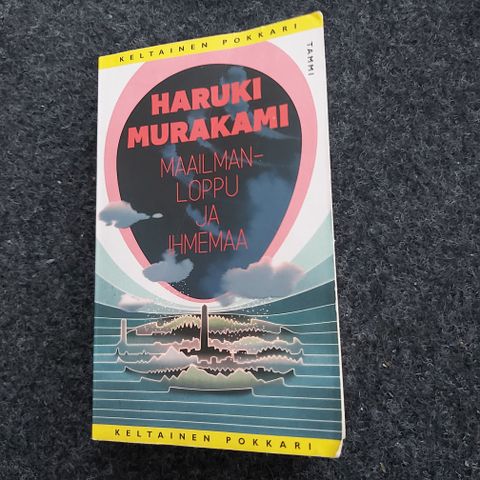 KELTAINEN POKKARI
TAMMI
HARUKI
MURAKAMI
MAAILMAN-
LOPPU
JA
IHMEMAA
KELTAINEN POKKARI